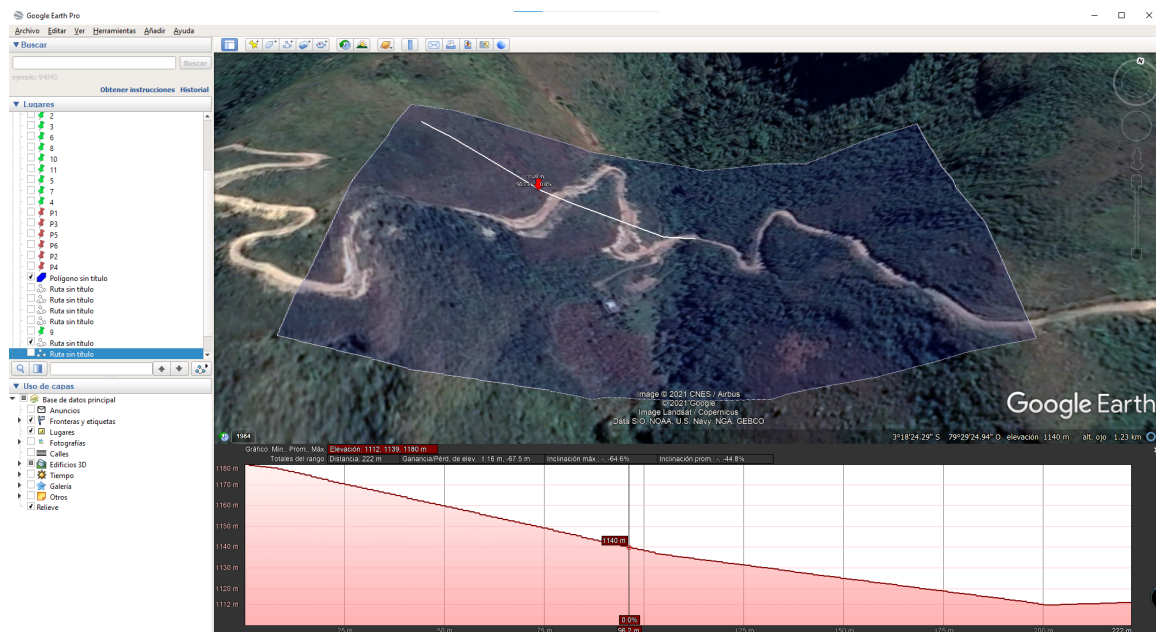 Google Earth Pro
Archivo Editar Ver Herramientas Añadir Ayuda
▼ Buscar
Buscar
ejemplo: 94043
Obtener instrucciones Historial
▼ Lugares
2
3
6
8
10
11
5
7
4
P1
P3
P5
P6
P2
P4
Polígono sin título
Ruta sin título
Ruta sin título
Ruta sin título
Ruta sin título
9
Ruta sin título
Ruta sin título
▼ Uso de capas
Base de datos principal
Anuncios
Fronteras y etiquetas
Lugares
Fotografías
Calles
Edificios 3D
Tiempo
Galería
Otros
Relieve
N
1140 m
Image © 2021 CNES / Airbus
© 2021 Google
Image Landsat / Copernicus
Data SIO, NOAA, U.S. Navy, NGA, GEBCO
Google Earth
1984
3°18'24.29" S 79°29'24.94" O elevación 1140 m alt. ojo 1.23 km
Gráfico: Mín., Prom., Máx. Elevación: 1112, 1139, 1180 m
Totales del rango: Distancia: 222 m Ganancia/Pérd. de elev.: 1.16 m, -67.5 m Inclinación máx.: -, -64.6% Inclinación prom.: -, -44.8%
1180 m
1170 m
1160 m
1150 m
1140 m
1140 m
1130 m
1120 m
1112 m
0.0%
25 m 50 m 75 m 96.2 m 125 m 150 m 175 m 200 m 222 m